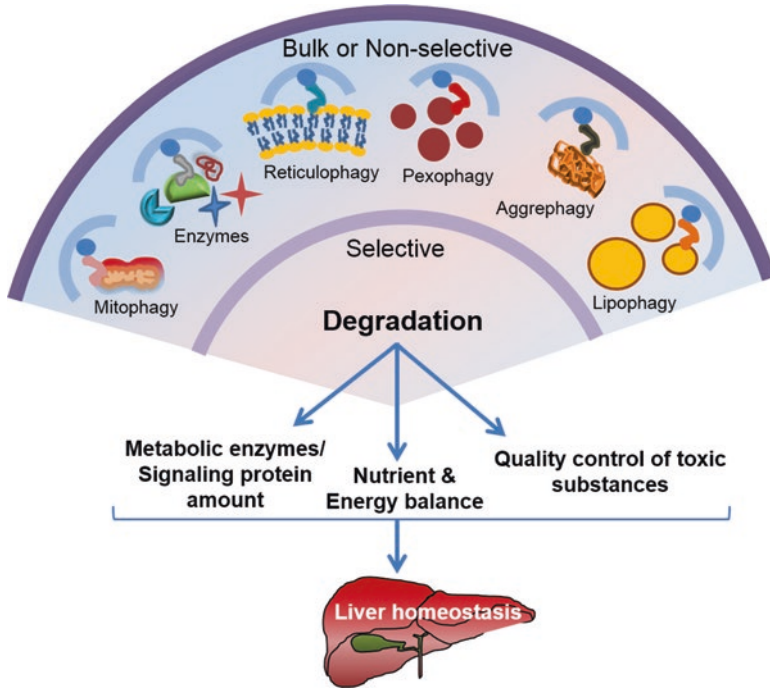 Bulk or Non-selective
Reticulophagy
Pexophagy
Enzymes
Aggrephagy
Mitophagy
Lipophagy
Selective
Degradation
Metabolic enzymes/
Signaling protein
amount
Nutrient &
Energy balance
Quality control of toxic
substances
Liver homeostasis